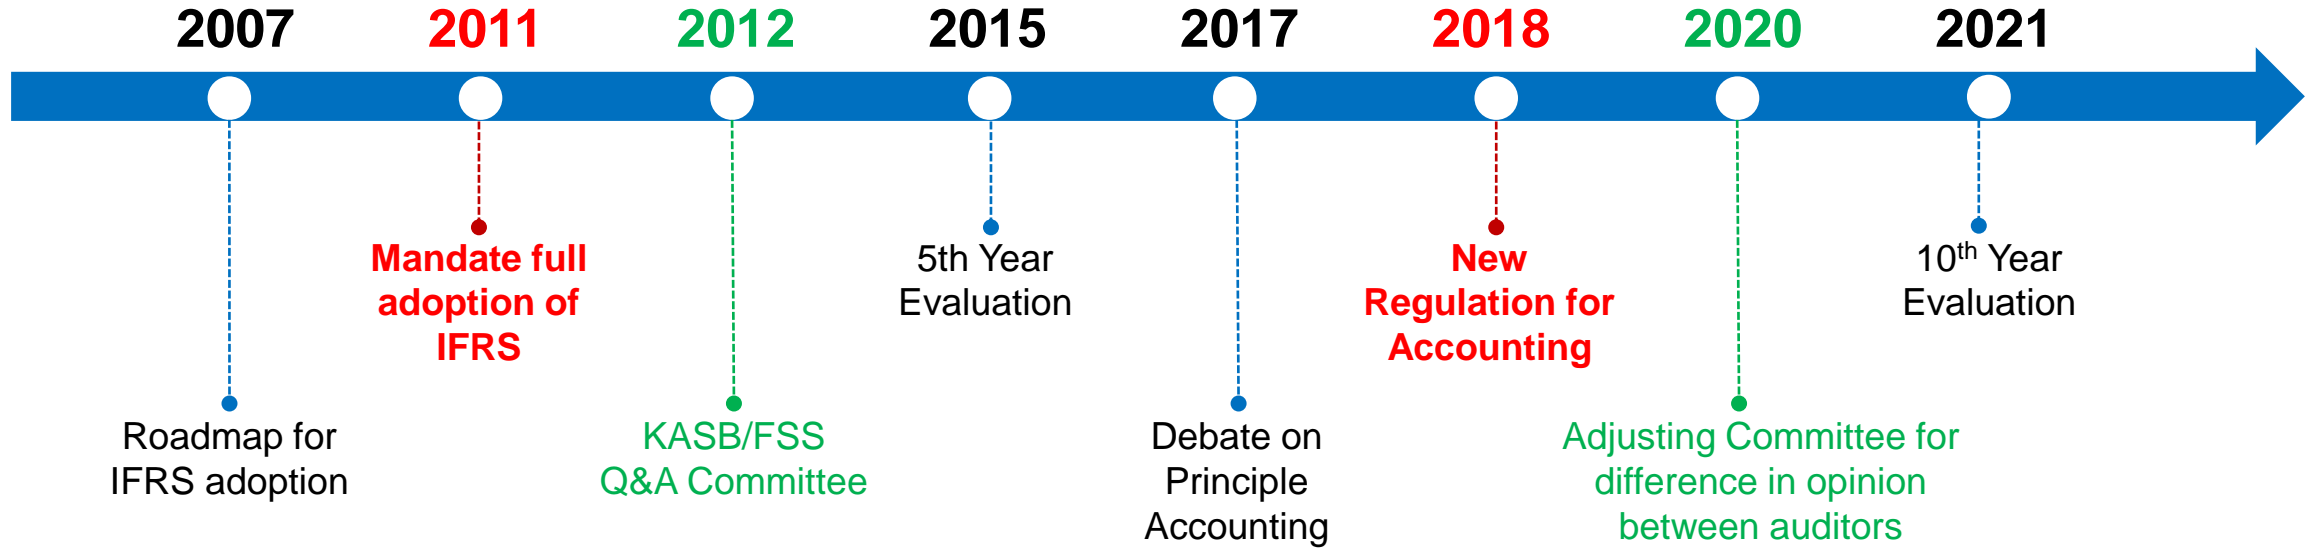 2007 2011 2012 2015 2017 2018 2020 2021
Mandate full
adoption of
IFRS
5th Year
Evaluation
New
Regulation for
Accounting
10th Year
Evaluation
Roadmap for
IFRS adoption
KASB/FSS
Q&A Committee
Debate on
Principle
Accounting
Adjusting Committee for
difference in opinion
between auditors